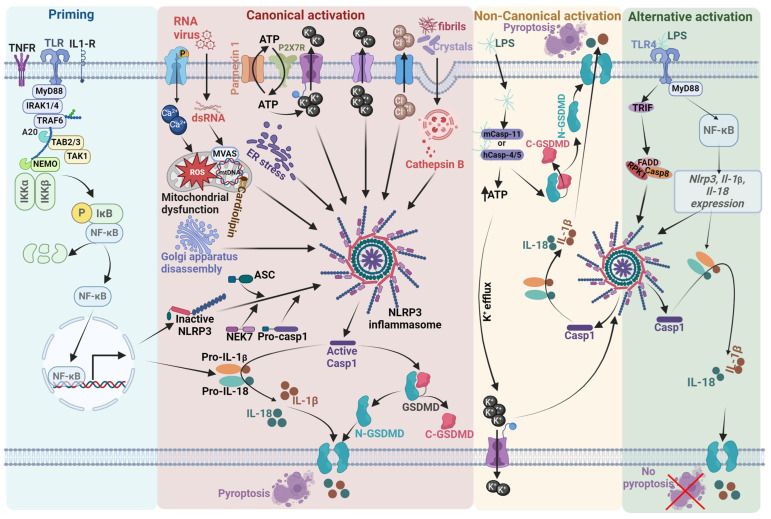 Priming
TNFR
TLR
IL1-R
MyD88
IRAK1/4
TRAF6
A20
TAB2/3
TAK1
NEMO
IKKα
IKKβ
P
IκB
NF-κB
NF-κB
NF-κB
Canonical activation
RNA
virus
P
Ca²⁺
Ca²⁺
dsRNA
MVAS
ROS
mtDNA
Cardiolipin
Mitochondrial
dysfunction
Golgi apparatus
disassembly
Pannexin 1
ATP
P2X7R
ATP
K⁺
K⁺
K⁺
K⁺
K⁺
K⁺
K⁺
K⁺
K⁺
K⁺
K⁺
K⁺
Cl⁻
Cl⁻
Cl⁻
Cl⁻
fibrils
Crystals
Cathepsin B
ER stress
ASC
Inactive
NLRP3
NEK7
Pro-casp1
NLRP3
inflammasome
Active
Casp1
Pro-IL-1β
Pro-IL-18
IL-18
IL-1β
GSDMD
N-GSDMD
C-GSDMD
Pyroptosis
Non-Canonical activation
LPS
Pyroptosis
mCasp-11
or
hCasp-4/5
C-GSDMD
N-GSDMD
ATP
K⁺ efflux
IL-18
IL-1β
Casp1
K⁺
K⁺
K⁺
K⁺
K⁺
K⁺
K⁺
Alternative activation
LPS
TLR4
MyD88
TRIF
NF-κB
FADD
RPK1
Casp8
Nlrp3, Il-1β,
Il-18
expression
Casp1
IL-18
IL-1β
No
pyroptosis